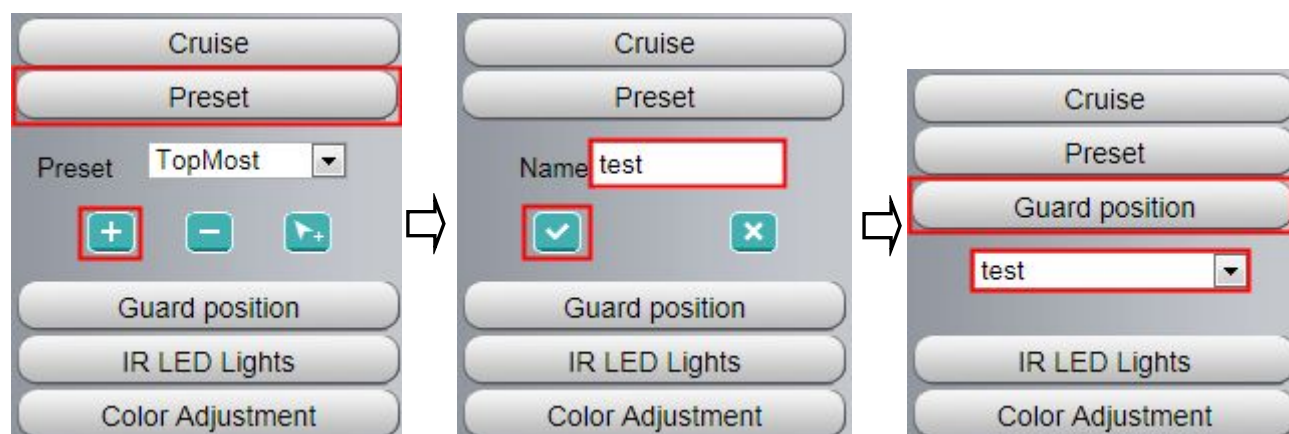 Cruise
Preset
Preset TopMost
Guard position
IR LED Lights
Color Adjustment
Cruise
Preset
Name test
Guard position
IR LED Lights
Color Adjustment
Cruise
Preset
Guard position
test
IR LED Lights
Color Adjustment